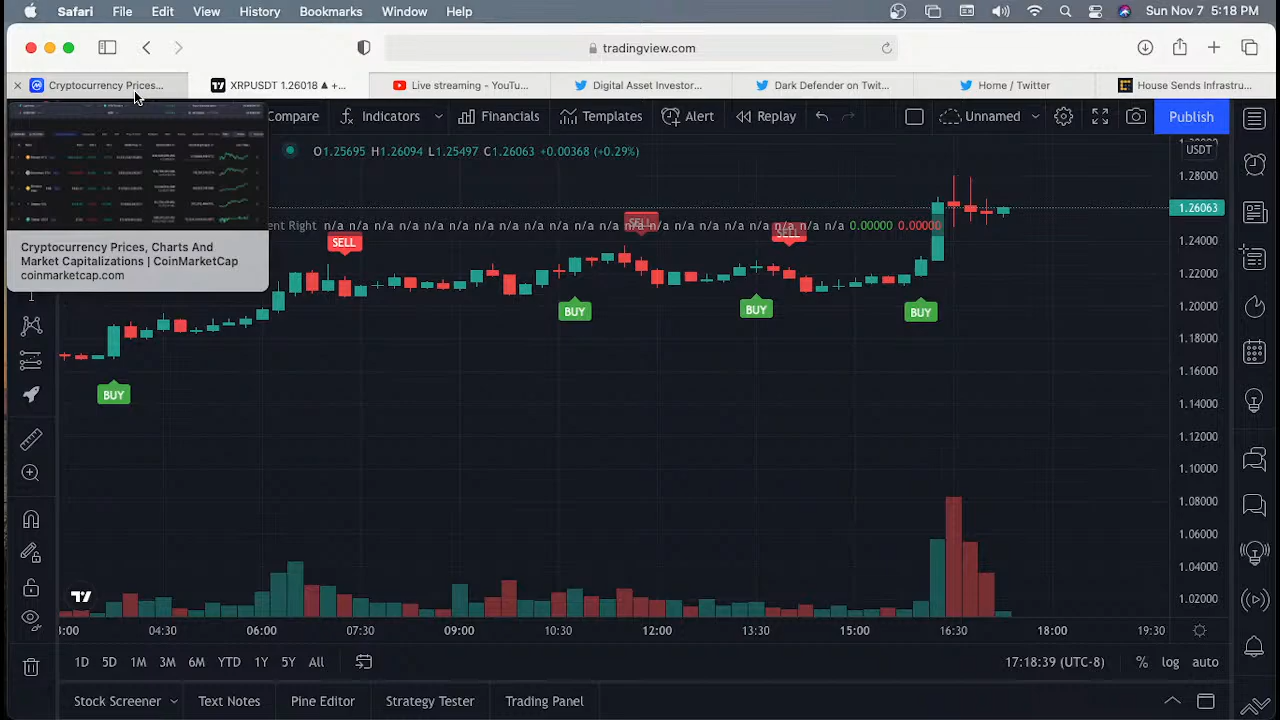 Safari File Edit View History Bookmarks Window Help Sun Nov 7 5:18 PM
tradingview.com
Cryptocurrency Prices... XRPUSDT 1.26018 ▲ +... Live streaming - YouTu... Digital Asset Investor... Dark Defender on Twit... Home / Twitter House Sends Infrastru...
Compare Indicators Financials Templates Alert Replay Unnamed Publish
O1.25695 H1.26094 L1.25497 C1.26063 +0.00368 (+0.29%)
USDT
1.28000
1.26063
ent Right n/a n/a n/a n/a n/a n/a n/a n/a n/a n/a n/a n/a n/a n/a n/a n/a n/a n/a n/a n/a n/a 0.00000 0.00000
SELL
SELL
SELL
1.24000
Cryptocurrency Prices, Charts And
Market Capitalizations | CoinMarketCap
coinmarketcap.com
1.22000
1.20000
BUY
BUY
BUY
1.18000
1.16000
BUY
1.14000
1.12000
1.10000
1.08000
1.06000
1.04000
1.02000
3:00 04:30 06:00 07:30 09:00 10:30 12:00 13:30 15:00 16:30 18:00 19:30
1D 5D 1M 3M 6M YTD 1Y 5Y All 17:18:39 (UTC-8) % log auto
Stock Screener Text Notes Pine Editor Strategy Tester Trading Panel